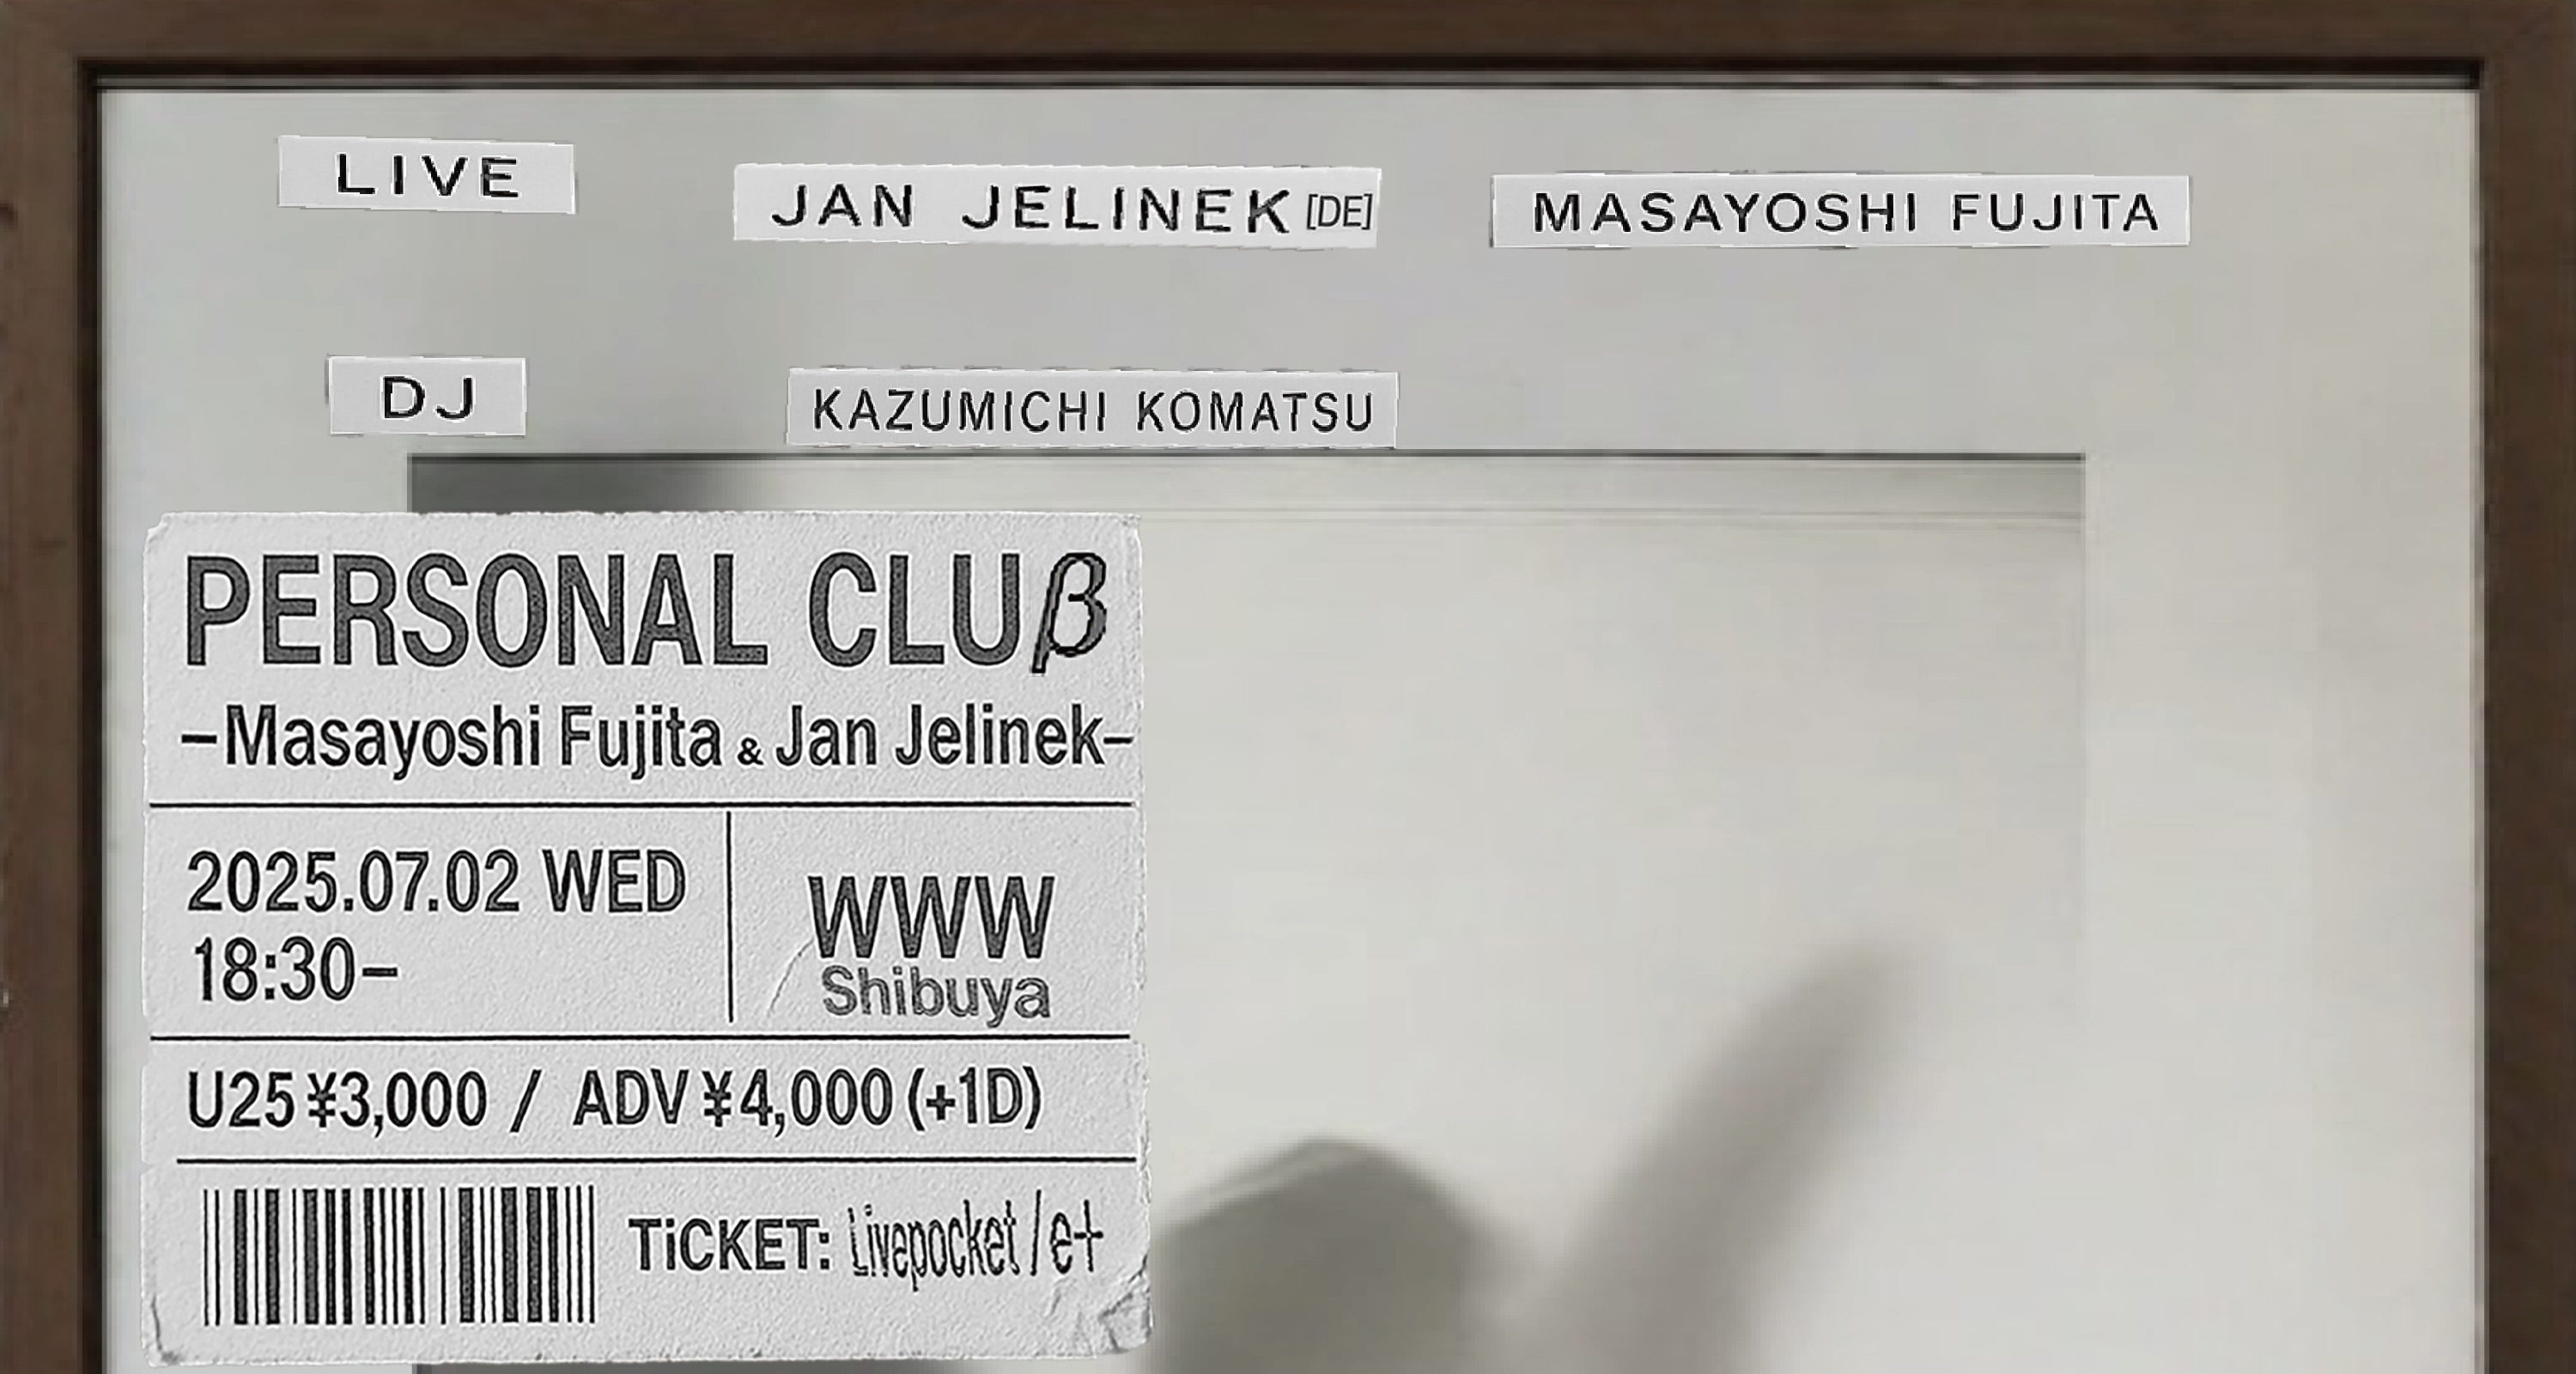 LIVE
JAN JELINEK [DE]
MASAYOSHI FUJITA
DJ
KAZUMICHI KOMATSU
PERSONAL CLUβ
–Masayoshi Fujita & Jan Jelinek–
2025.07.02 WED
18:30–
WWW
Shibuya
U25 ¥3,000 / ADV ¥4,000 (+1D)
TiCKET: Livepocket / e+